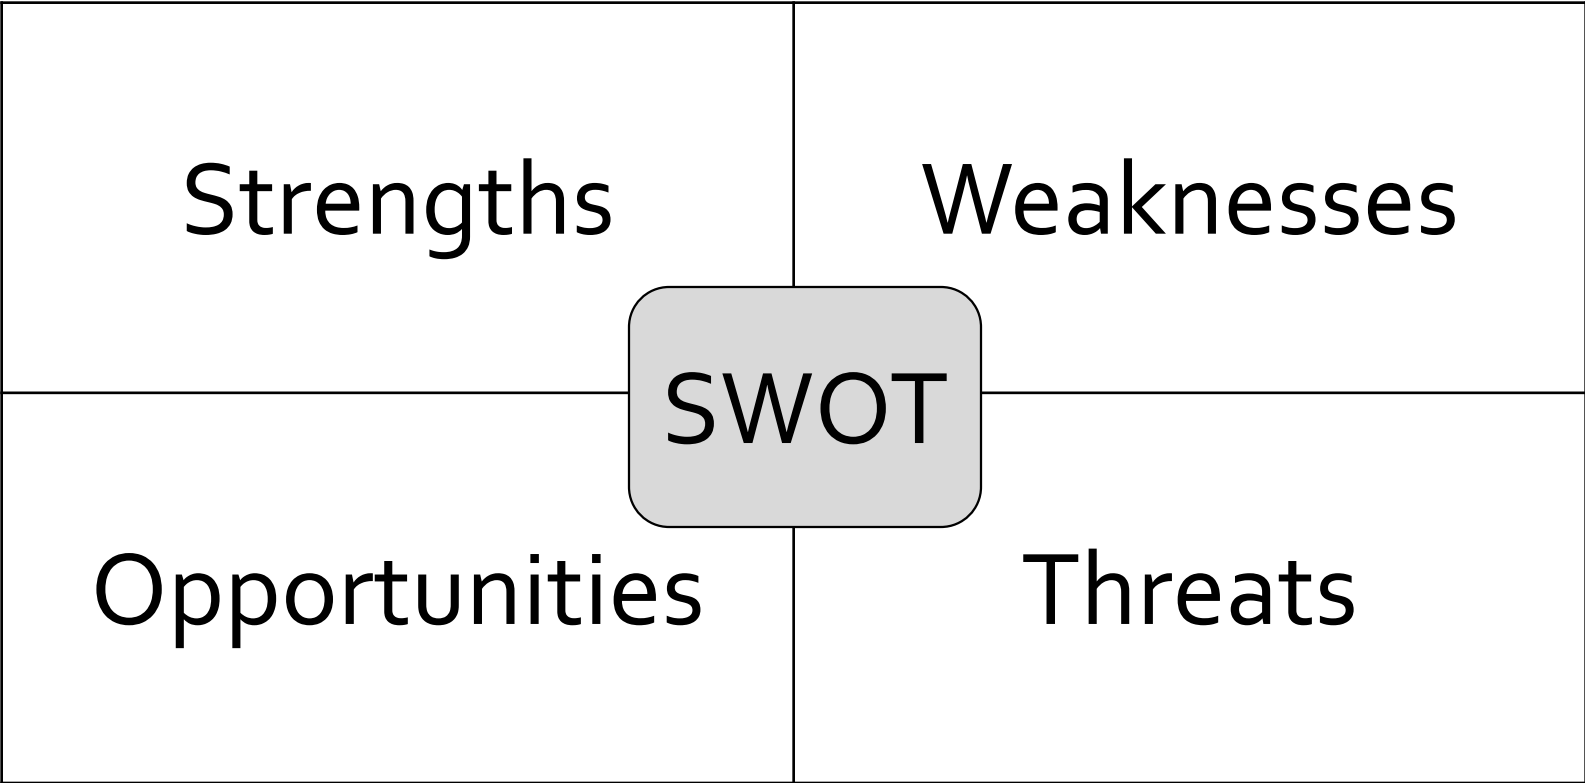 Strengths
Weaknesses
SWOT
Opportunities
Threats